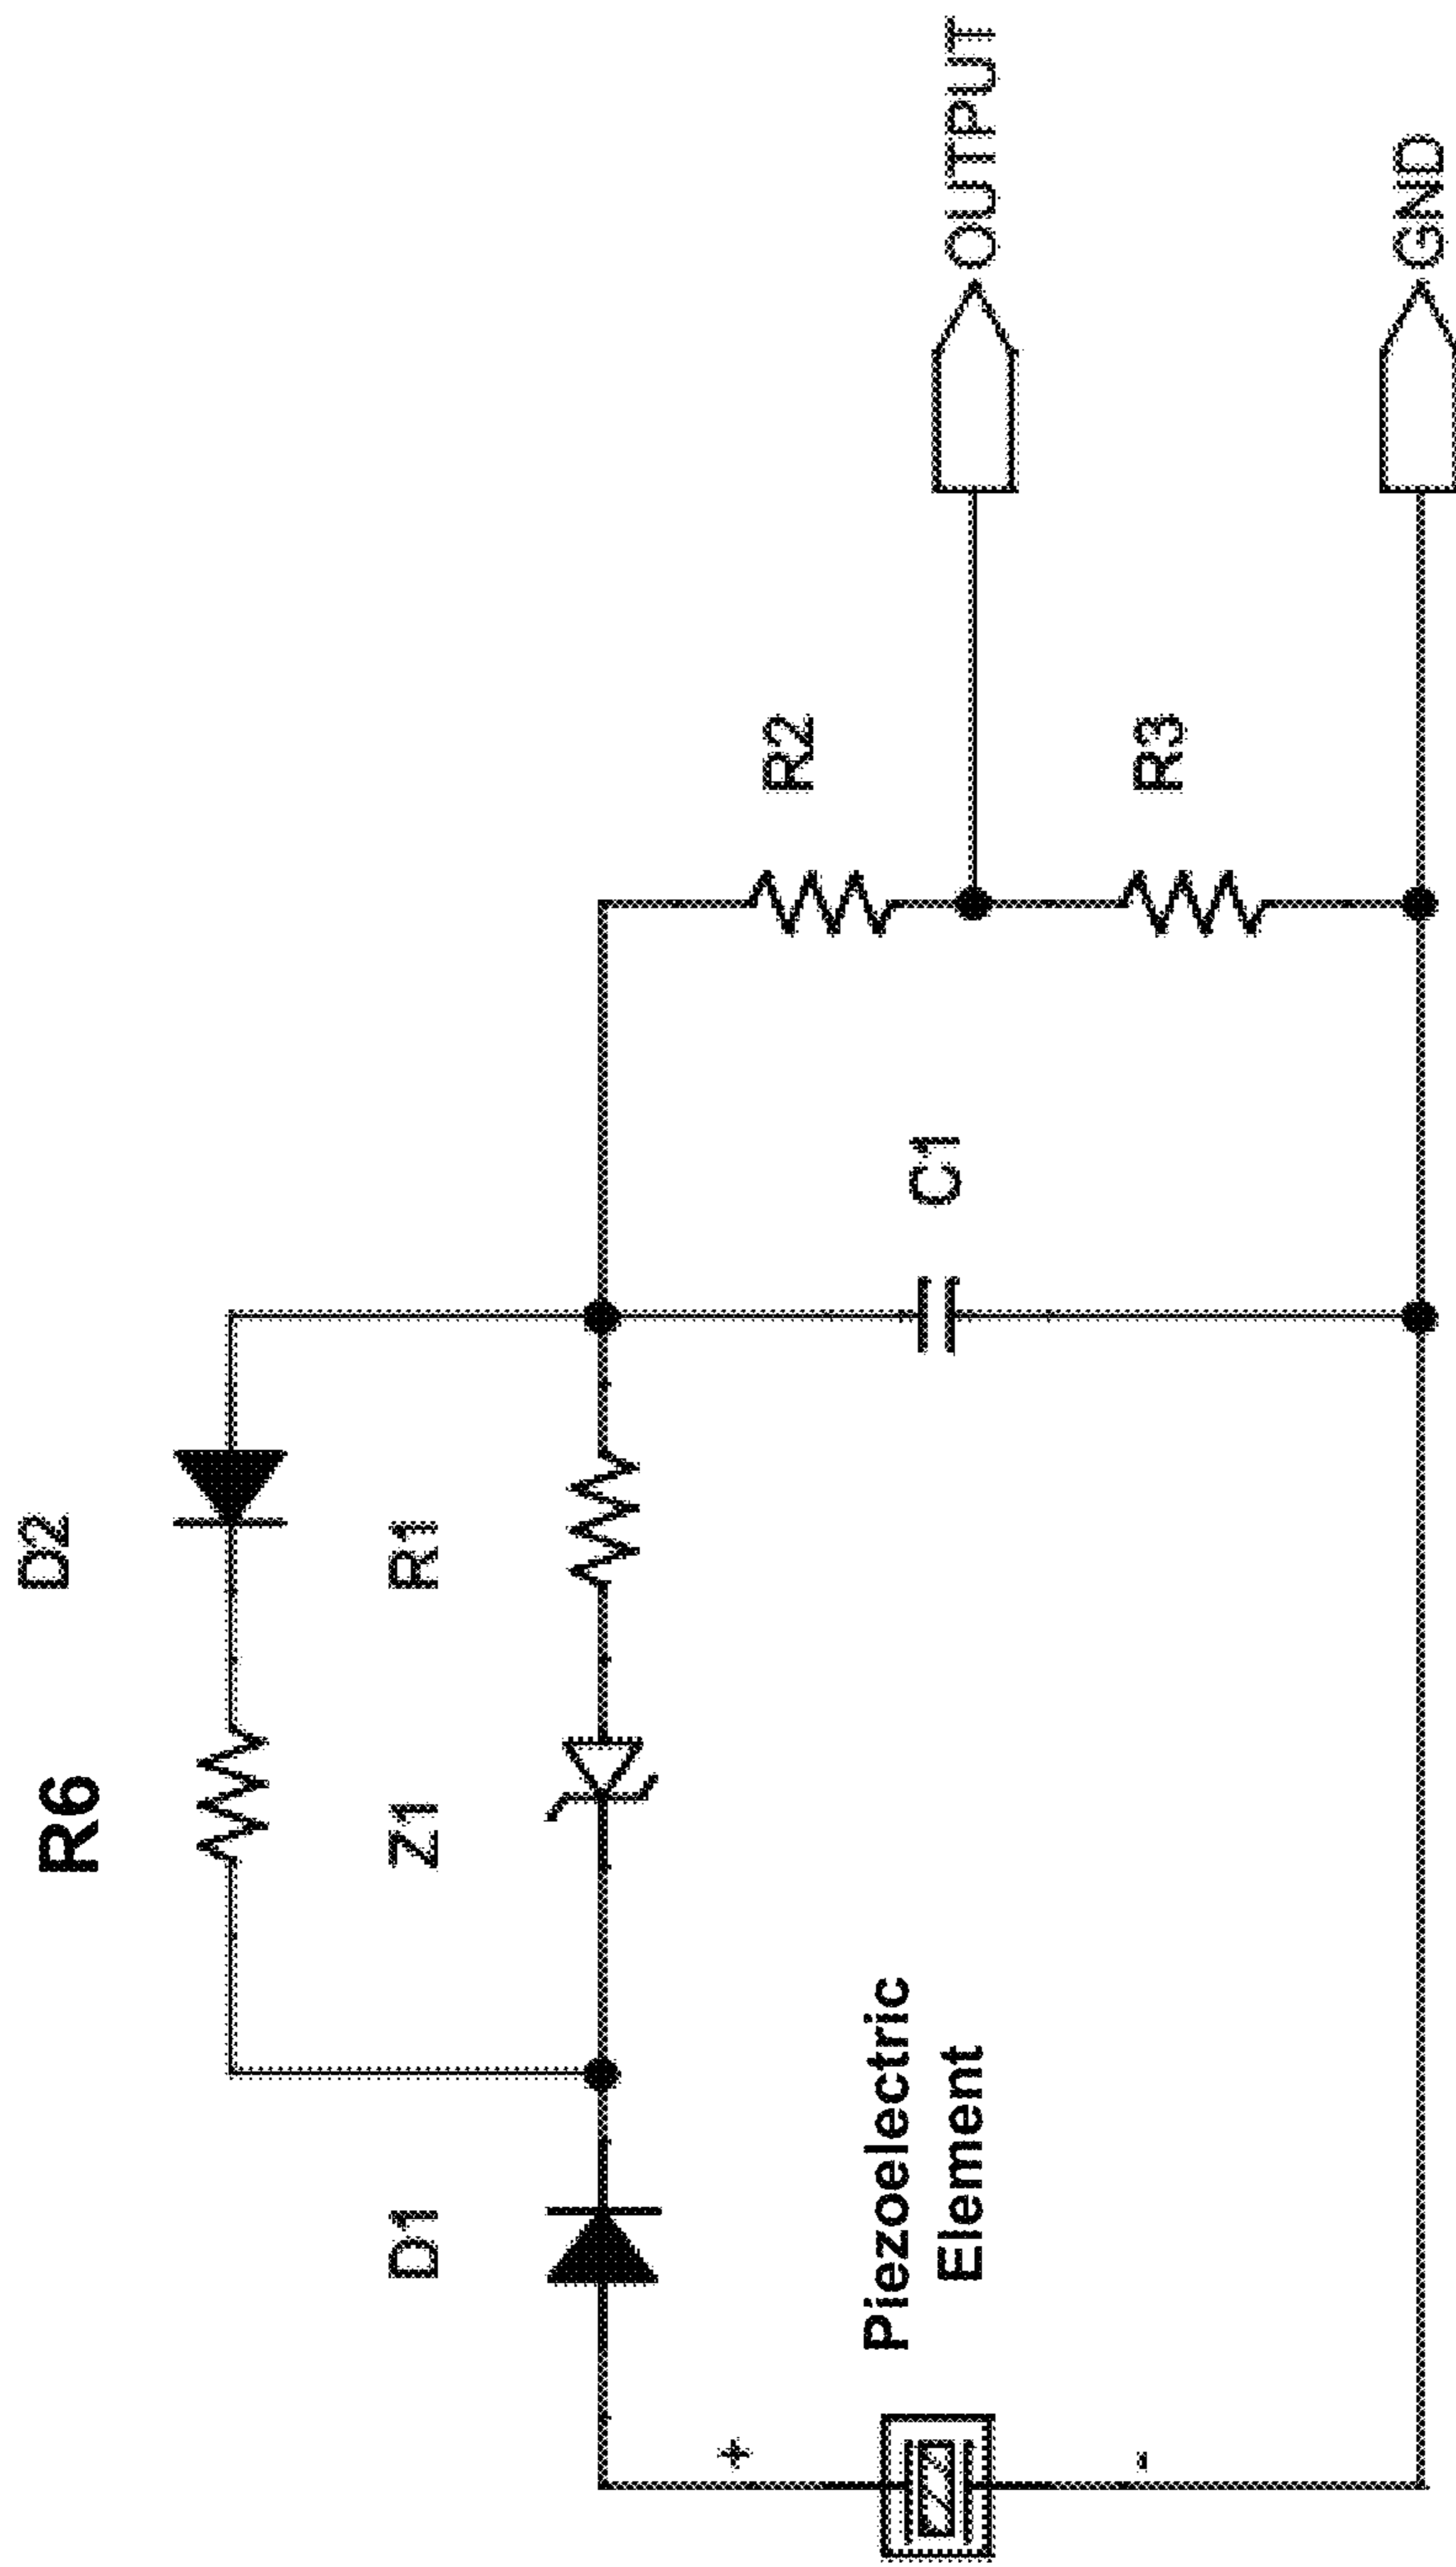 R6
D2
D1
Z1
R1
Piezoelectric
Element
+
-
C1
R2
R3
OUTPUT
GND